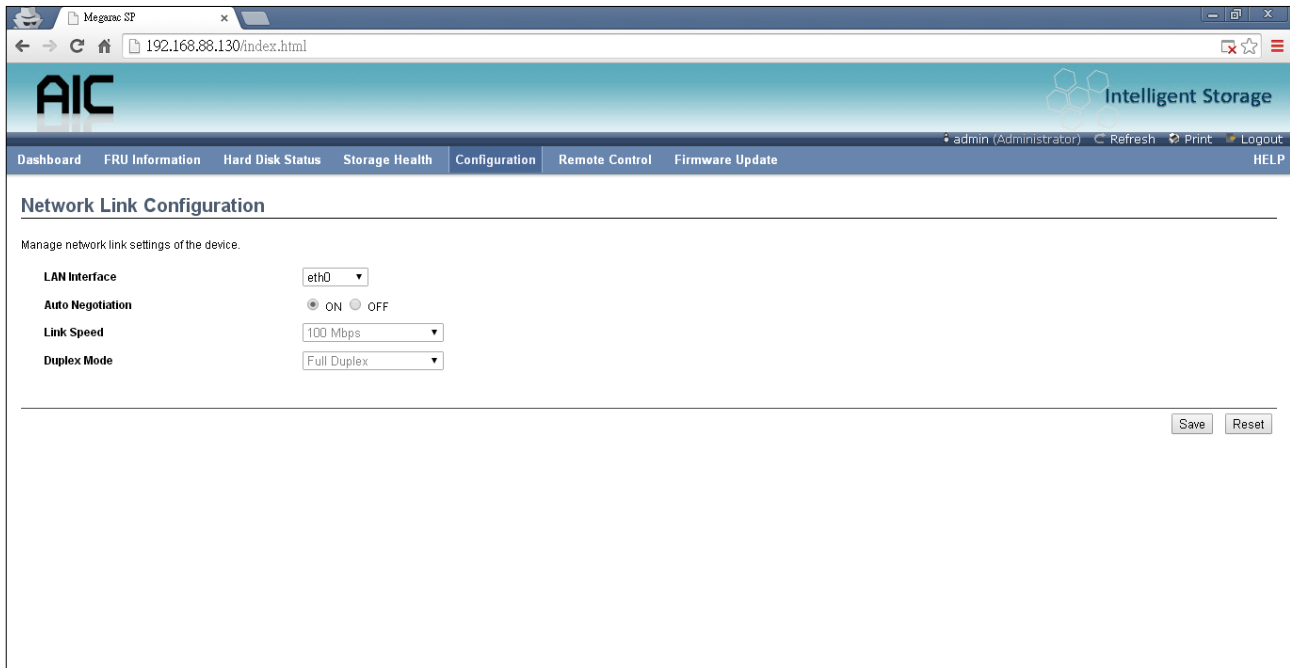 Megarac SP
192.168.88.130/index.html
AIC
Intelligent Storage
admin (Administrator) Refresh Print Logout
Dashboard FRU Information Hard Disk Status Storage Health Configuration Remote Control Firmware Update HELP
Network Link Configuration
Manage network link settings of the device.
LAN Interface eth0
Auto Negotiation ON OFF
Link Speed 100 Mbps
Duplex Mode Full Duplex
Save Reset